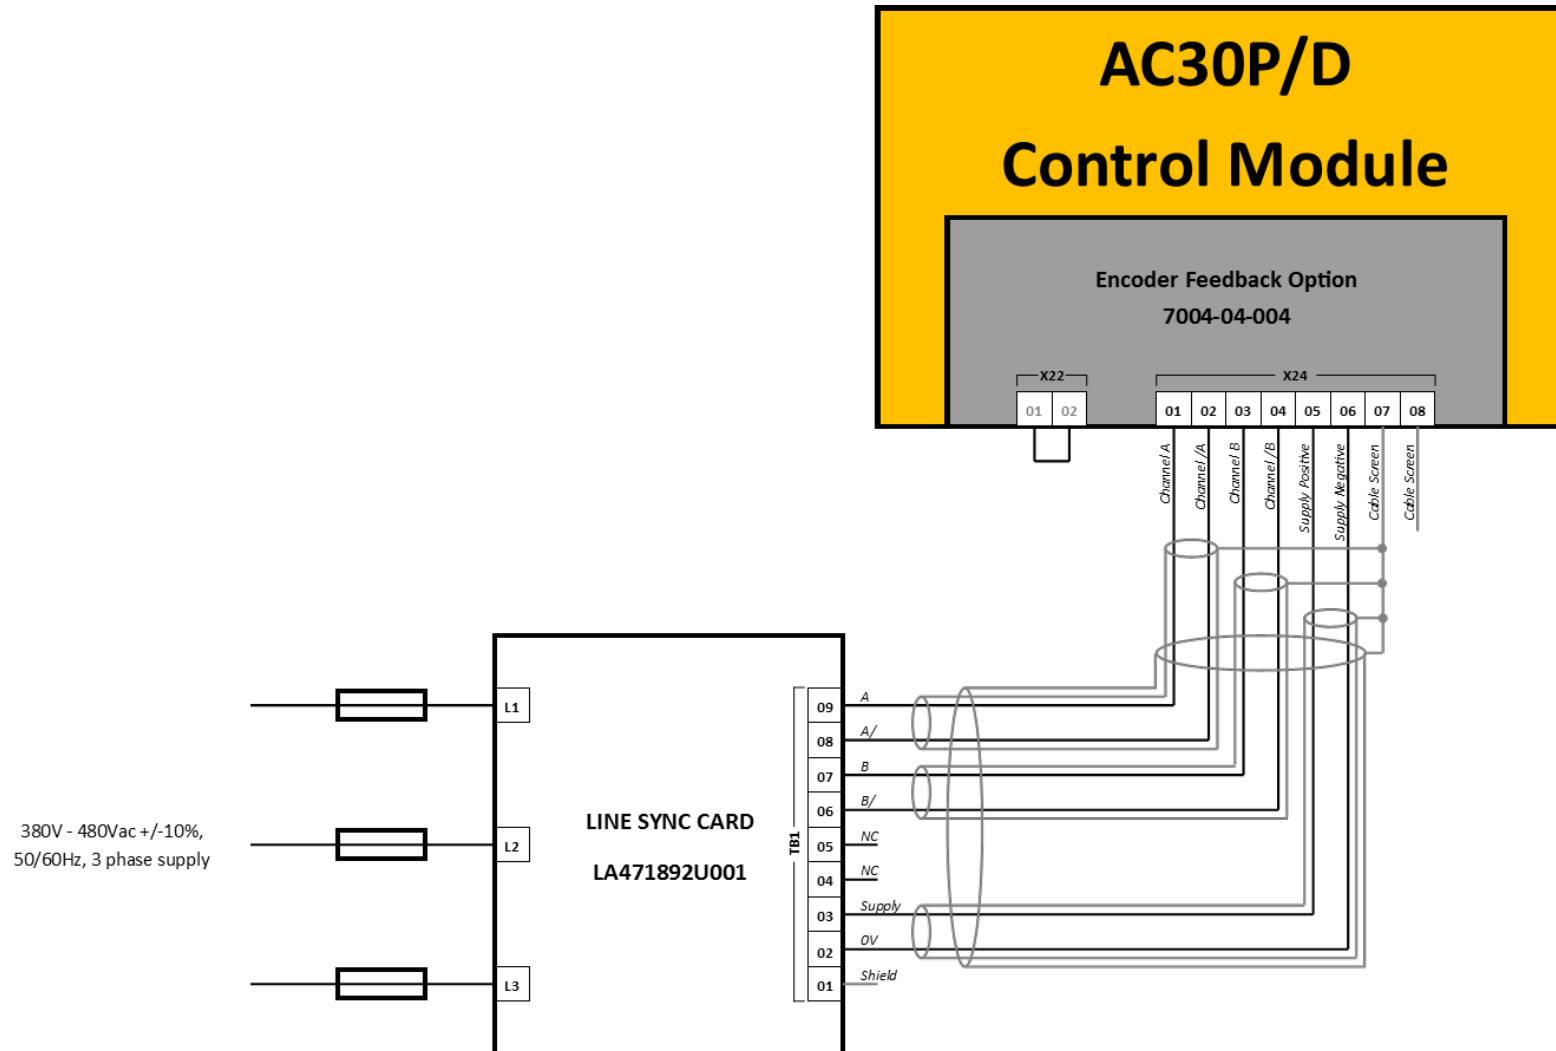 AC30P/D
Control Module
Encoder Feedback Option
7004-04-004
X22
X24
01 02
01 02 03 04 05 06 07 08
Channel A
Channel /A
Channel B
Channel /B
Supply Positive
Supply Negative
Cable Screen
Cable Screen
380V - 480Vac +/-10%,
50/60Hz, 3 phase supply
L1
L2
L3
LINE SYNC CARD
LA471892U001
TB1
09 A
08 A/
07 B
06 B/
05 NC
04 NC
03 Supply
02 0V
01 Shield